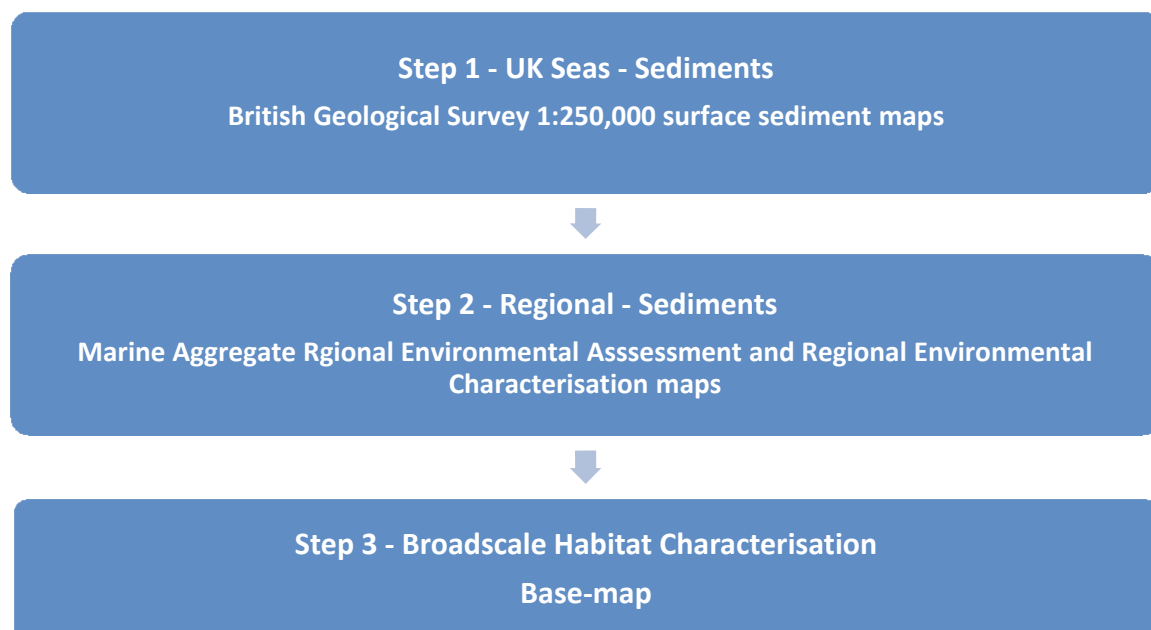 Step 1 - UK Seas - Sediments
British Geological Survey 1:250,000 surface sediment maps
Step 2 - Regional - Sediments
Marine Aggregate Rgional Environmental Asssessment and Regional Environmental
Characterisation maps
Step 3 - Broadscale Habitat Characterisation
Base-map